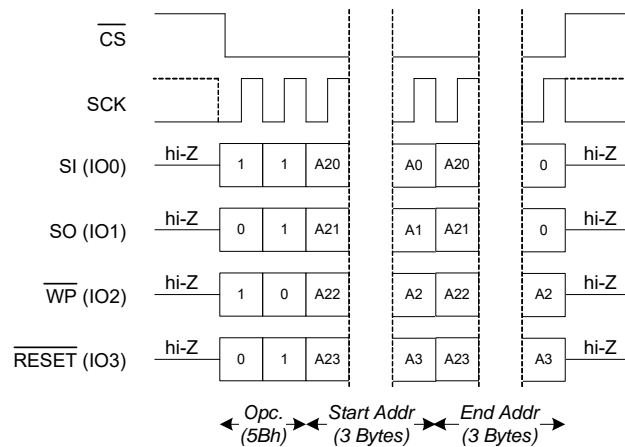 CS
SCK
SI (IO0) hi-Z 1 1 A20 A0 A20 0 hi-Z
SO (IO1) hi-Z 0 1 A21 A1 A21 0 hi-Z
WP (IO2) hi-Z 1 0 A22 A2 A22 A2 hi-Z
RESET (IO3) hi-Z 0 1 A23 A3 A23 A3 hi-Z
Opc. Start Addr End Addr
(5Bh) (3 Bytes) (3 Bytes)